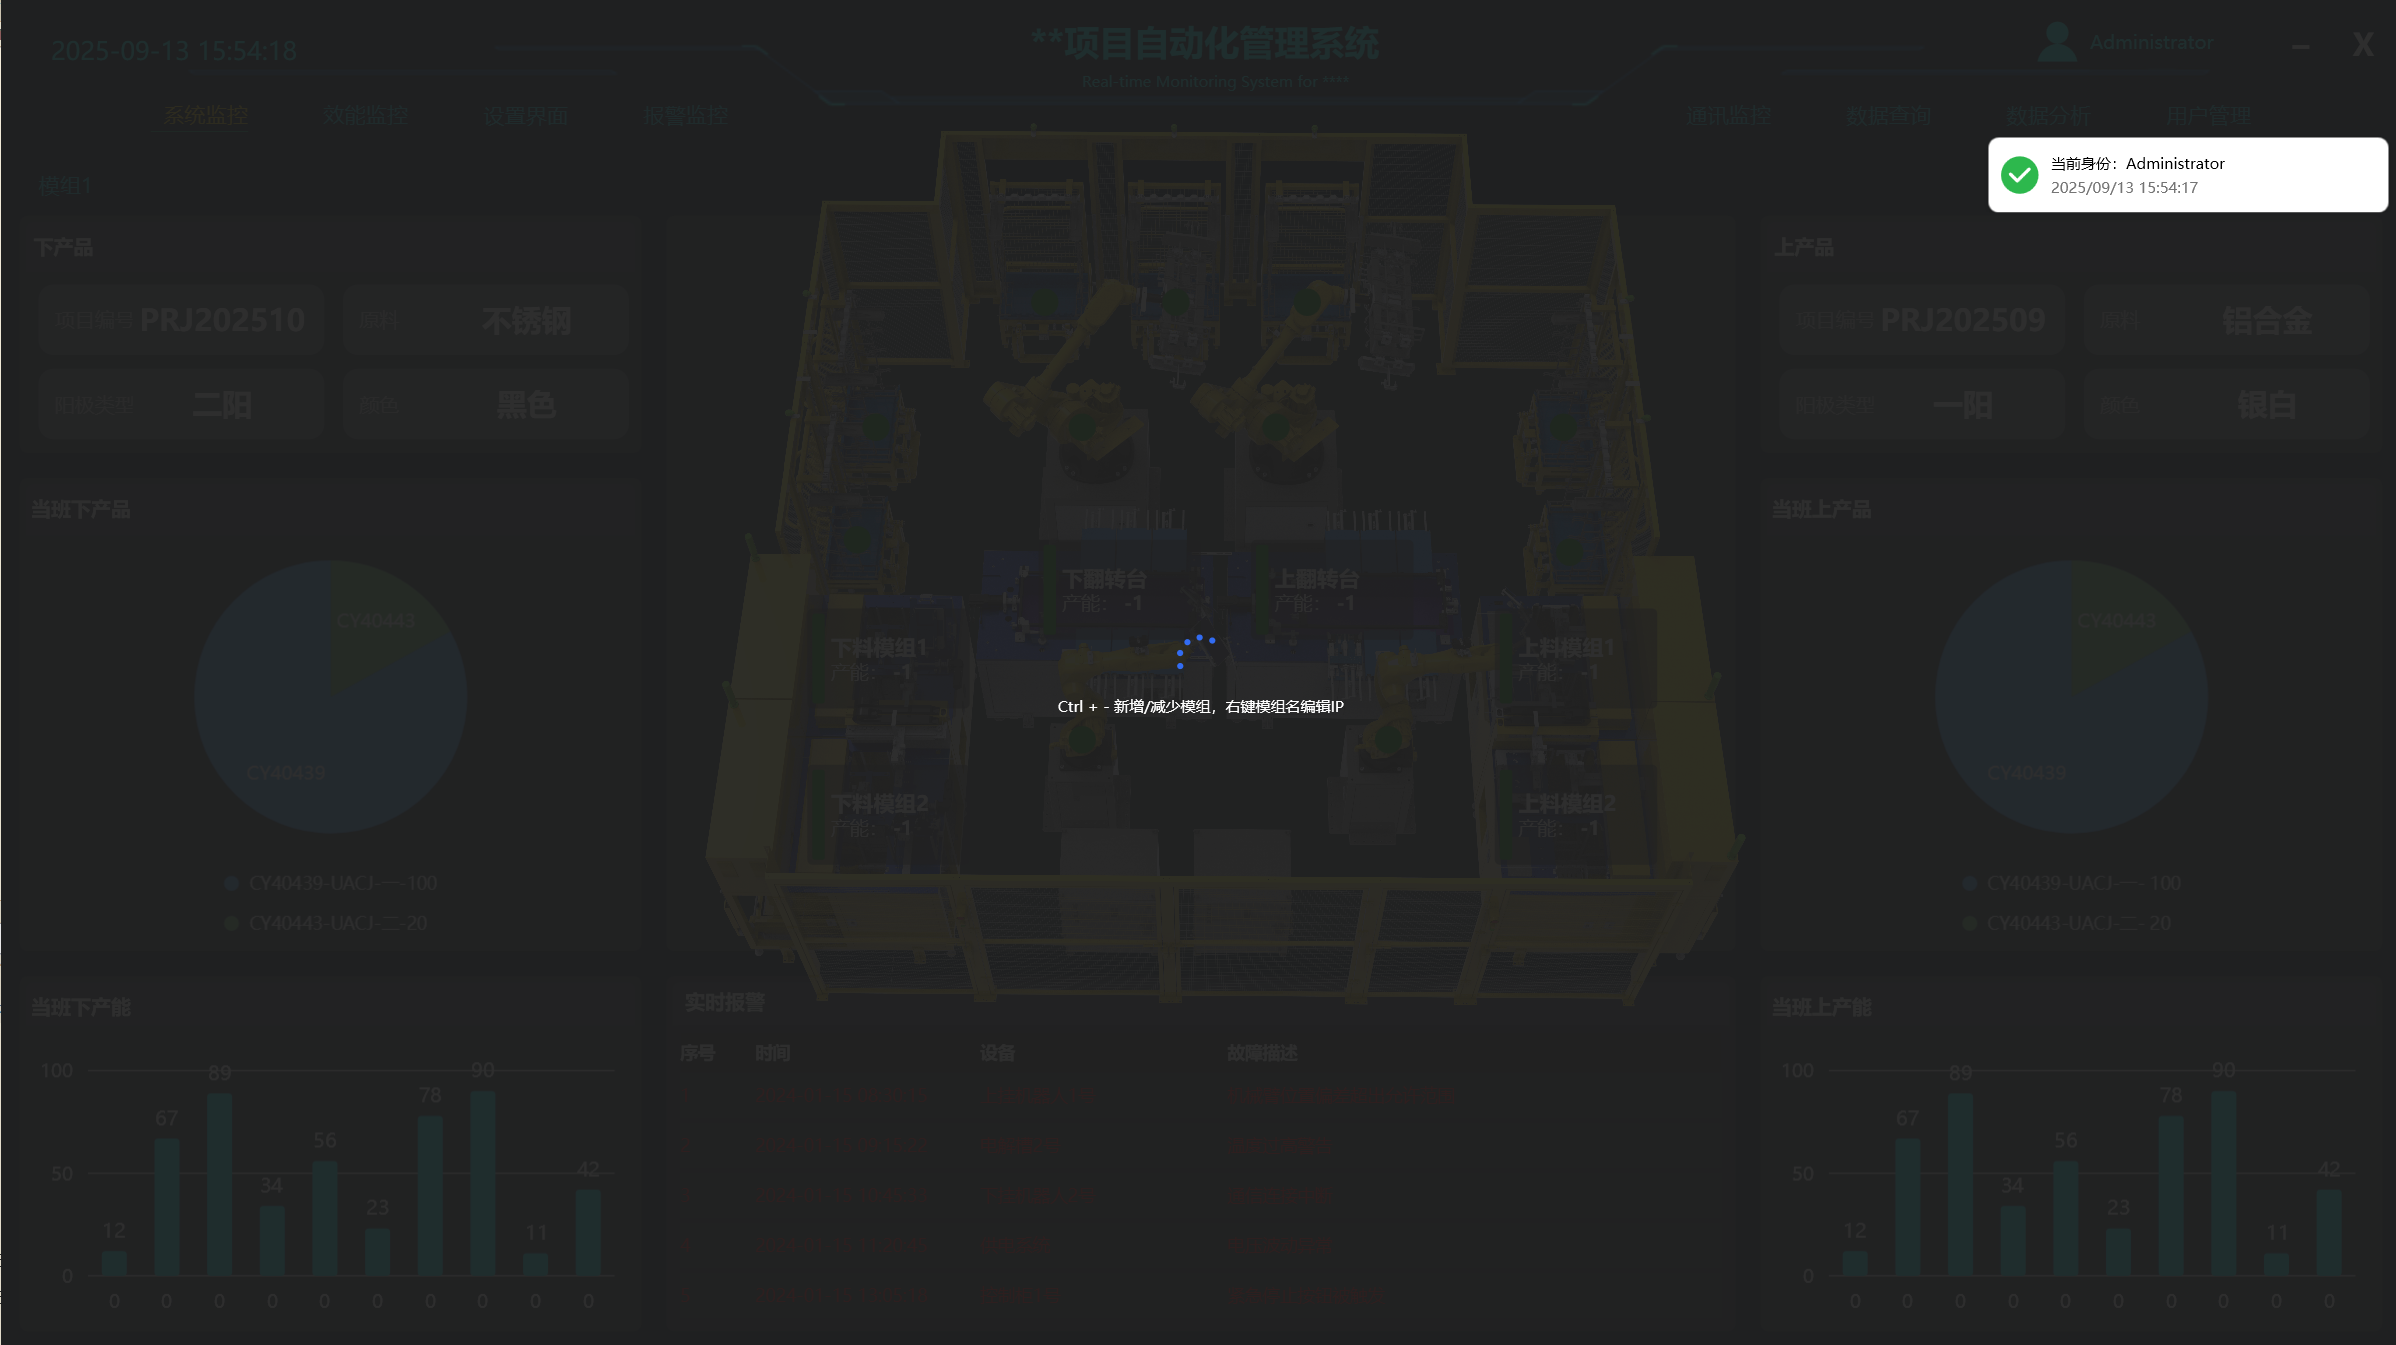 2025-09-13 15:54:18
**项目自动化管理系统
Real-time Monitoring System for ****
Administrator
X
系统监控
效能监控
设置界面
报警监控
通讯监控
数据查询
数据分析
用户管理
当前身份：Administrator
2025/09/13 15:54:17
模组1
下产品
项目编号 PRJ202510
原料 不锈钢
阳极类型 二阳
颜色 黑色
上产品
项目编号 PRJ202509
原料 铝合金
阳极类型 一阳
颜色 银白
当班下产品
CY40443
CY40439
CY40439-UACJ-一-100
CY40443-UACJ-二-20
下翻转台
产能： -1
上翻转台
产能： -1
下料模组1
产能： -1
上料模组1
产能： -1
下料模组2
产能： -1
上料模组2
产能： -1
Ctrl + - 新增/减少模组，右键模组名编辑IP
当班上产品
CY40443
CY40439
CY40439-UACJ-一- 100
CY40443-UACJ-二- 20
当班下产能
100
50
0
12
67
89
34
56
23
78
90
11
42
0 0 0 0 0 0 0 0 0 0
实时报警
序号 时间 设备 故障描述
当班上产能
100
50
0
12
67
89
34
56
23
78
90
11
42
0 0 0 0 0 0 0 0 0 0